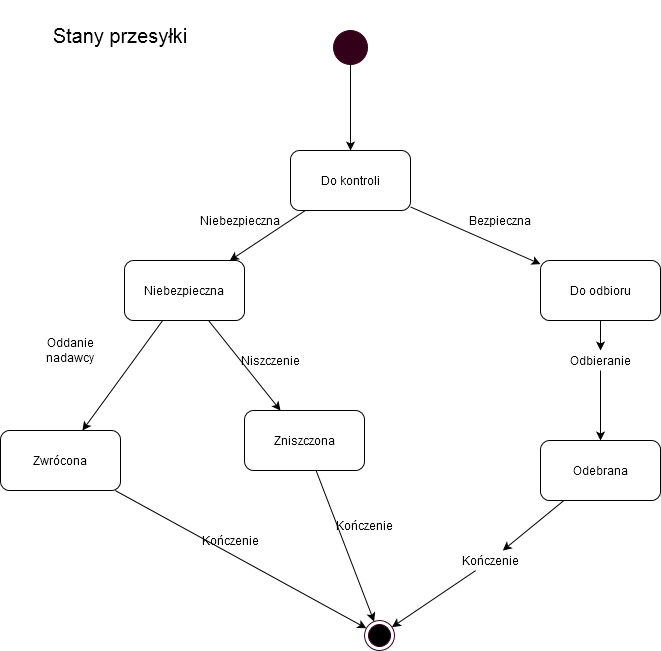 Stany przesyłki
Do kontroli
Niebezpieczna
Bezpieczna
Niebezpieczna
Do odbioru
Oddanie
nadawcy
Niszczenie
Odbieranie
Zwrócona
Zniszczona
Odebrana
Kończenie
Kończenie
Kończenie